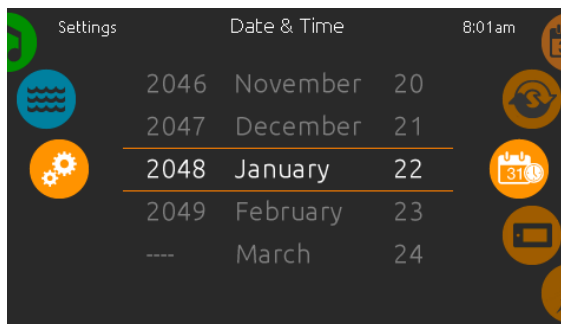 Settings Date & Time 8:01am
2046 November 20
2047 December 21
2048 January 22
31
2049 February 23
---- March 24